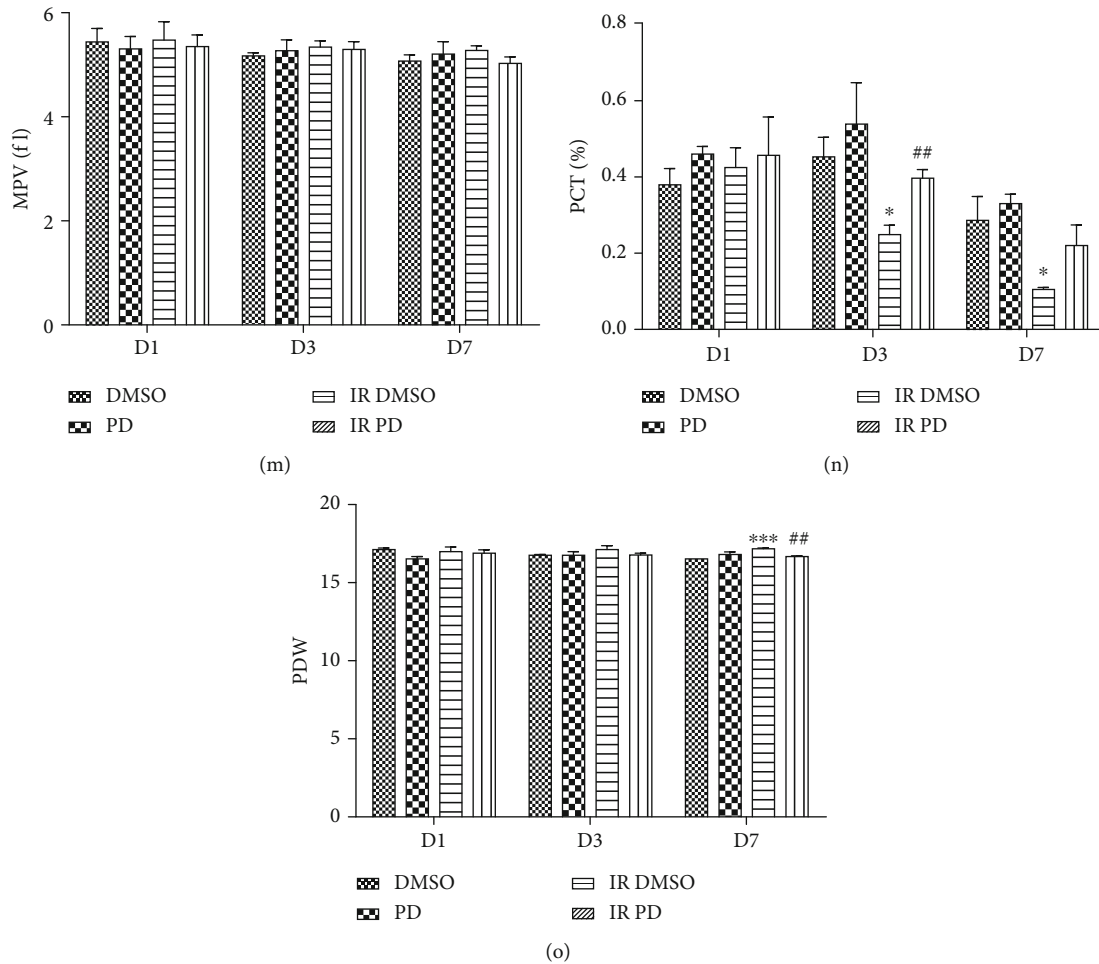 6
4
2
0
MPV (fl)
D1 D3 D7
DMSO IR DMSO
PD IR PD
(m)
0.8
0.6
0.4
0.2
0.0
PCT (%)
*
##
*
D1 D3 D7
DMSO IR DMSO
PD IR PD
(n)
20
15
10
5
0
PDW
*** ##
D1 D3 D7
DMSO IR DMSO
PD IR PD
(o)